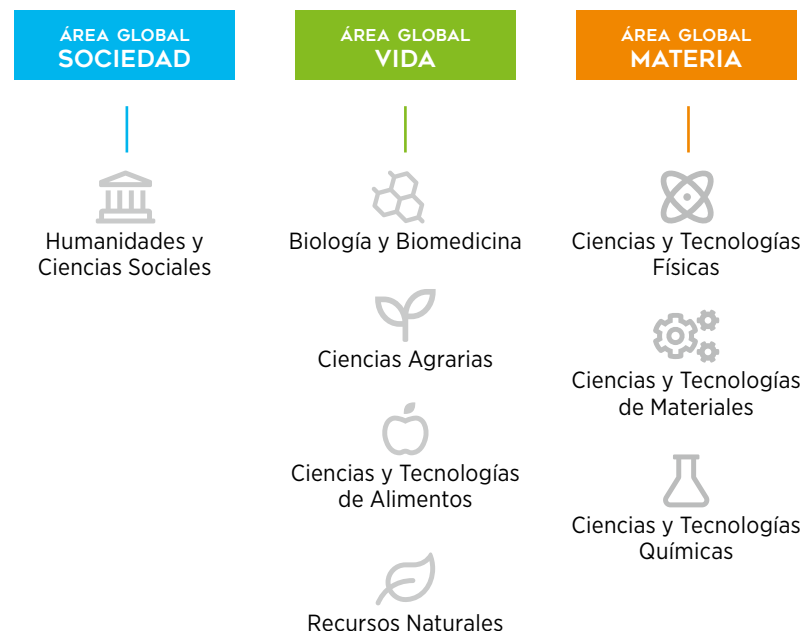 ÁREA GLOBAL
SOCIEDAD
Humanidades y
Ciencias Sociales
ÁREA GLOBAL
VIDA
Biología y Biomedicina
Ciencias Agrarias
Ciencias y Tecnologías
de Alimentos
Recursos Naturales
ÁREA GLOBAL
MATERIA
Ciencias y Tecnologías
Físicas
Ciencias y Tecnologías
de Materiales
Ciencias y Tecnologías
Químicas